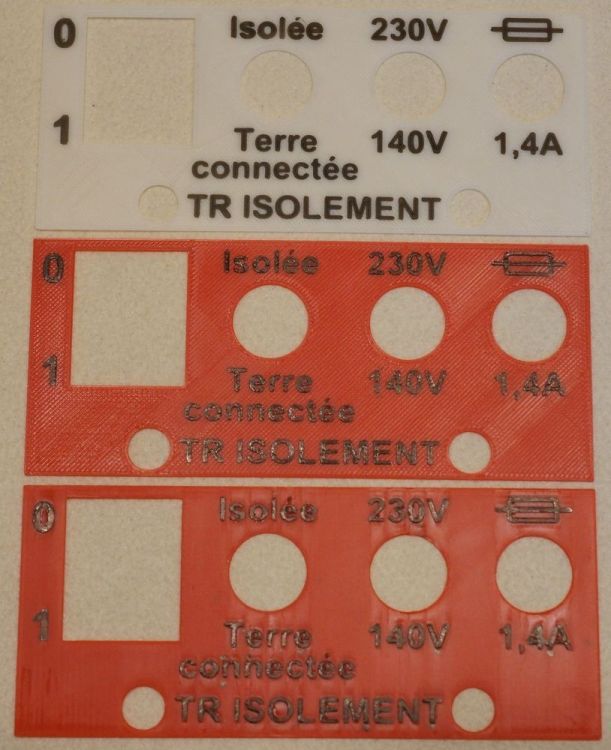 0 Isolée 230V
1 Terre 140V 1,4A
connectée
TR ISOLEMENT
0 Isolée 230V
1 Terre 140V 1,4A
connectée
TR ISOLEMENT
0 Isolée 230V
1 Terre 140V 1,4A
connectée
TR ISOLEMENT